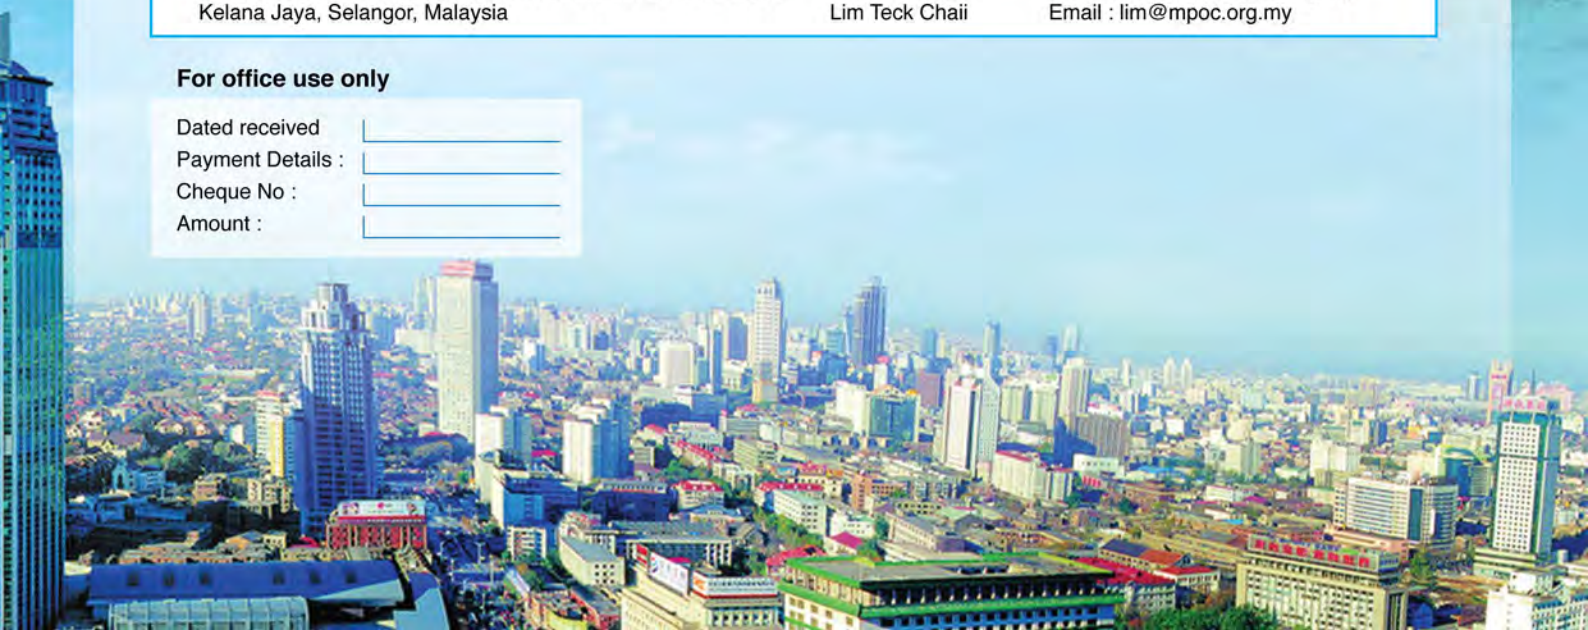 Kelana Jaya, Selangor, Malaysia Lim Teck Chaii Email : lim@mpoc.org.my
For office use only
Dated received
Payment Details :
Cheque No :
Amount :